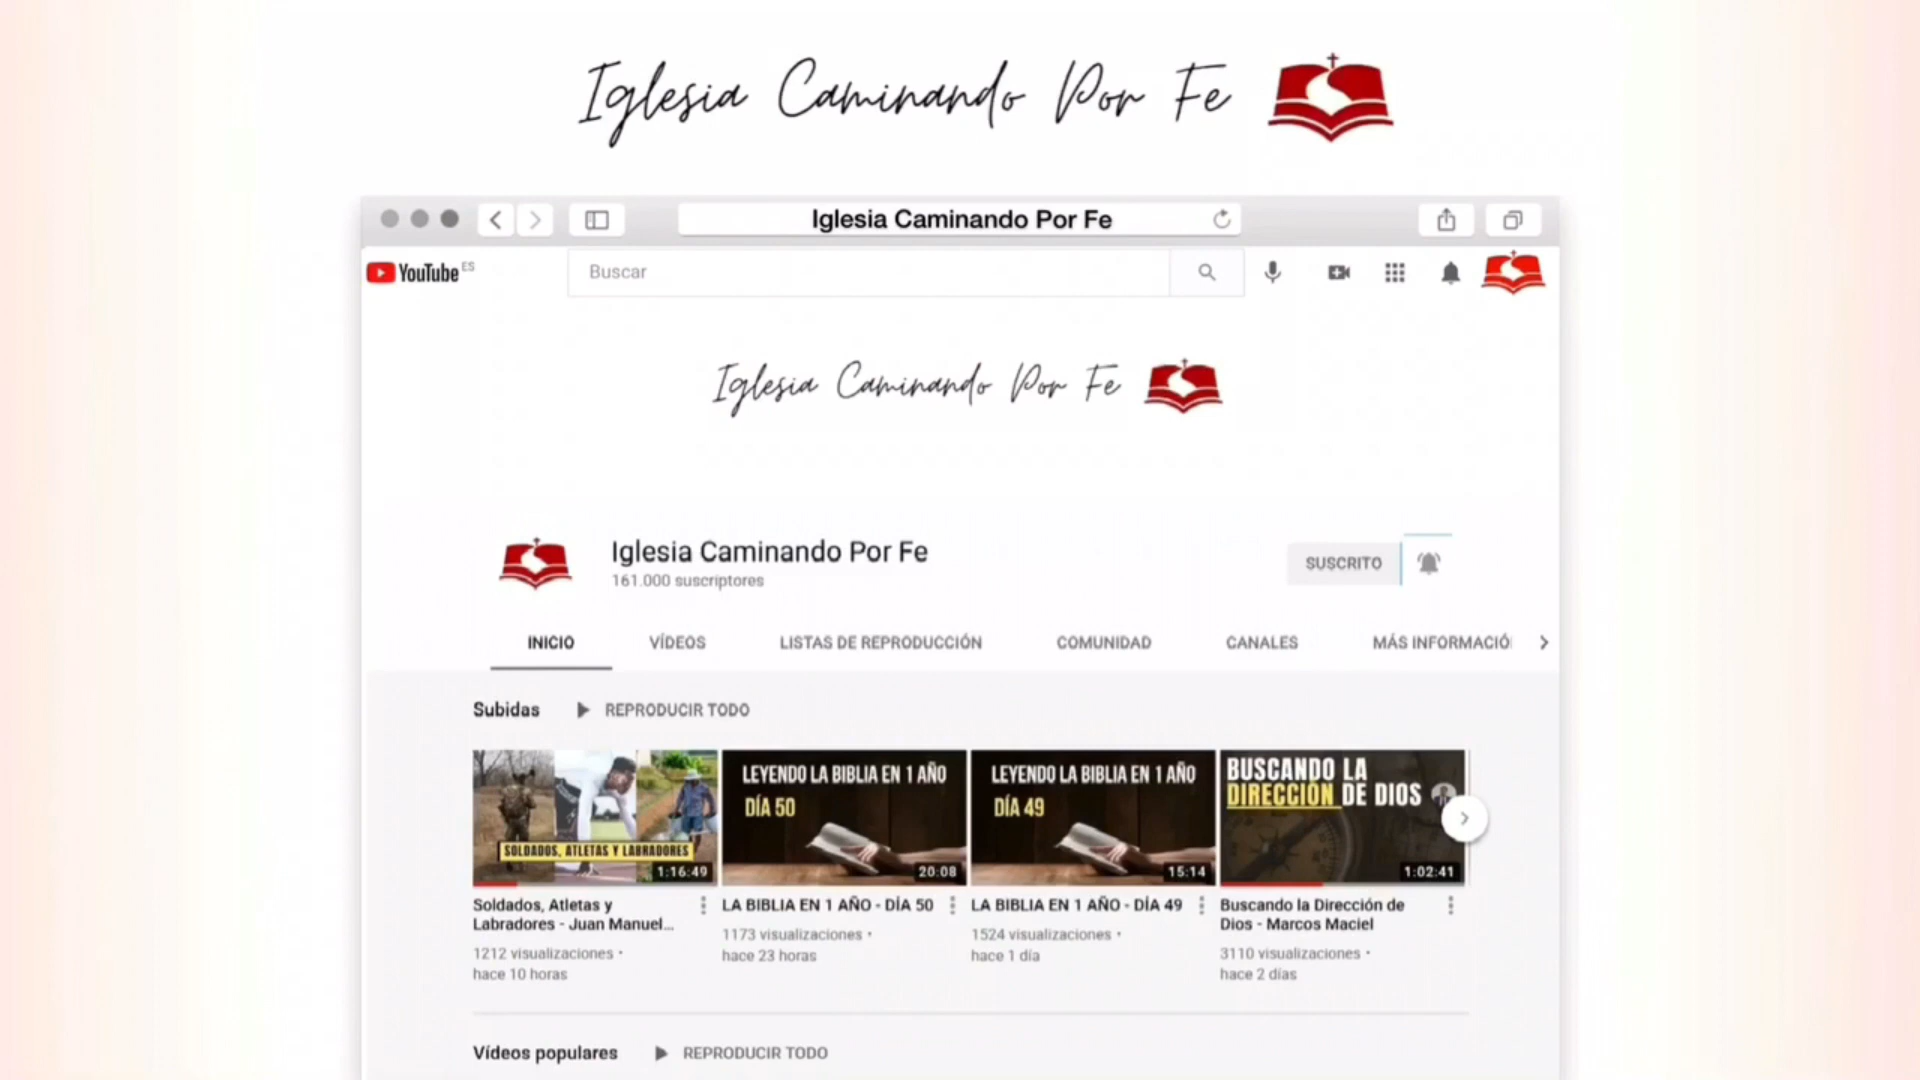 Iglesia Caminando Por Fe
Iglesia Caminando Por Fe
YouTube ES
Buscar
Iglesia Caminando Por Fe
Iglesia Caminando Por Fe
161.000 suscriptores
SUSCRITO
INICIO VÍDEOS LISTAS DE REPRODUCCIÓN COMUNIDAD CANALES MÁS INFORMACIÓ
Subidas REPRODUCIR TODO
SOLDADOS, ATLETAS Y LABRADORES
1:16:49
LEYENDO LA BIBLIA EN 1 AÑO
DÍA 50
20:08
LEYENDO LA BIBLIA EN 1 AÑO
DÍA 49
15:14
BUSCANDO LA
DIRECCIÓN DE DIOS
1:02:41
Soldados, Atletas y
Labradores - Juan Manuel...
1212 visualizaciones •
hace 10 horas
LA BIBLIA EN 1 AÑO - DÍA 50
1173 visualizaciones •
hace 23 horas
LA BIBLIA EN 1 AÑO - DÍA 49
1524 visualizaciones •
hace 1 día
Buscando la Dirección de
Dios - Marcos Maciel
3110 visualizaciones •
hace 2 días
Vídeos populares REPRODUCIR TODO